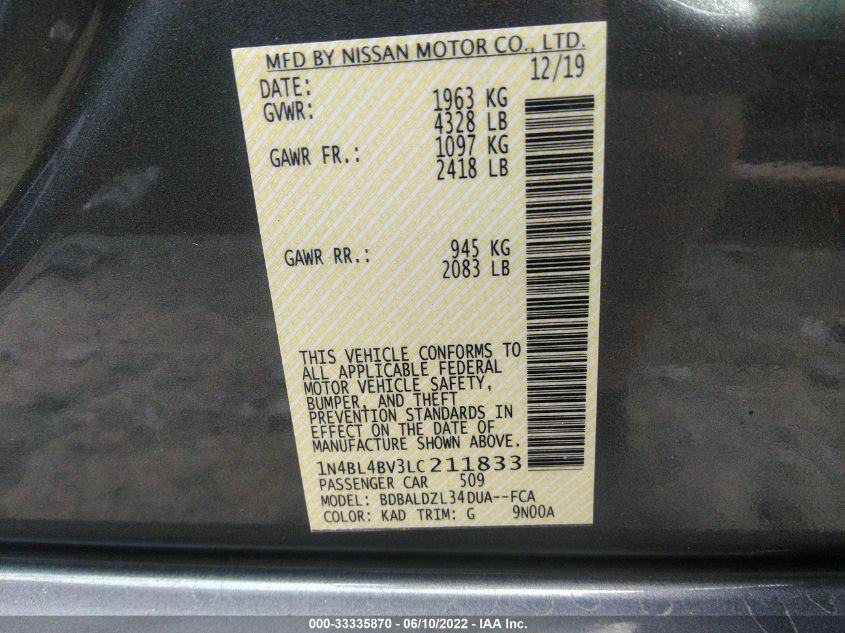 MFD BY NISSAN MOTOR CO., LTD.
DATE: 12/19
GVWR: 1963 KG
4328 LB
GAWR FR.: 1097 KG
2418 LB
GAWR RR.: 945 KG
2083 LB
THIS VEHICLE CONFORMS TO
ALL APPLICABLE FEDERAL
MOTOR VEHICLE SAFETY,
BUMPER, AND THEFT
PREVENTION STANDARDS IN
EFFECT ON THE DATE OF
MANUFACTURE SHOWN ABOVE.
1N4BL4BV3LC211833
PASSENGER CAR 509
MODEL: BDBALDZL34DUA--FCA
COLOR: KAD TRIM: G 9N00A
000-33335870 - 06/10/2022 - IAA Inc.